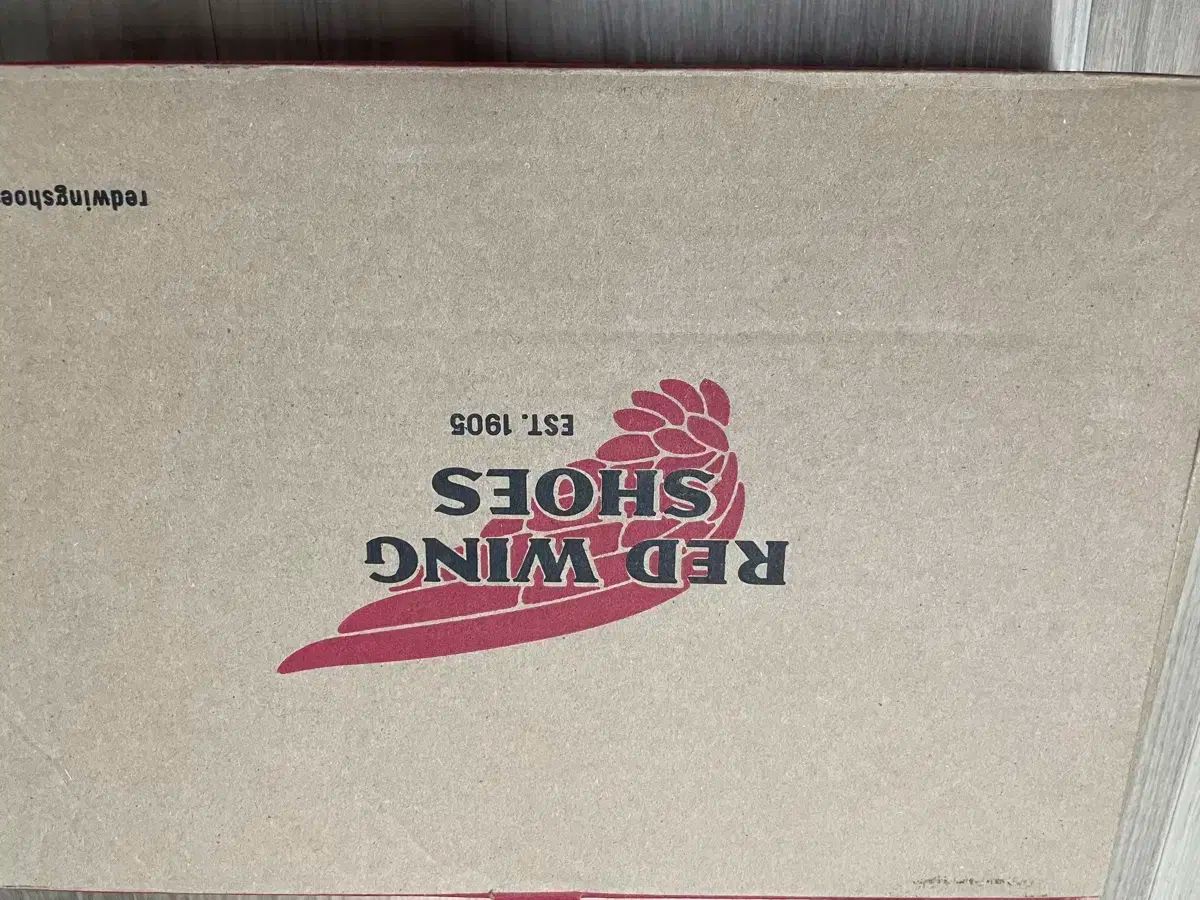 RED WING
SHOES
EST. 1905
redwingshoe